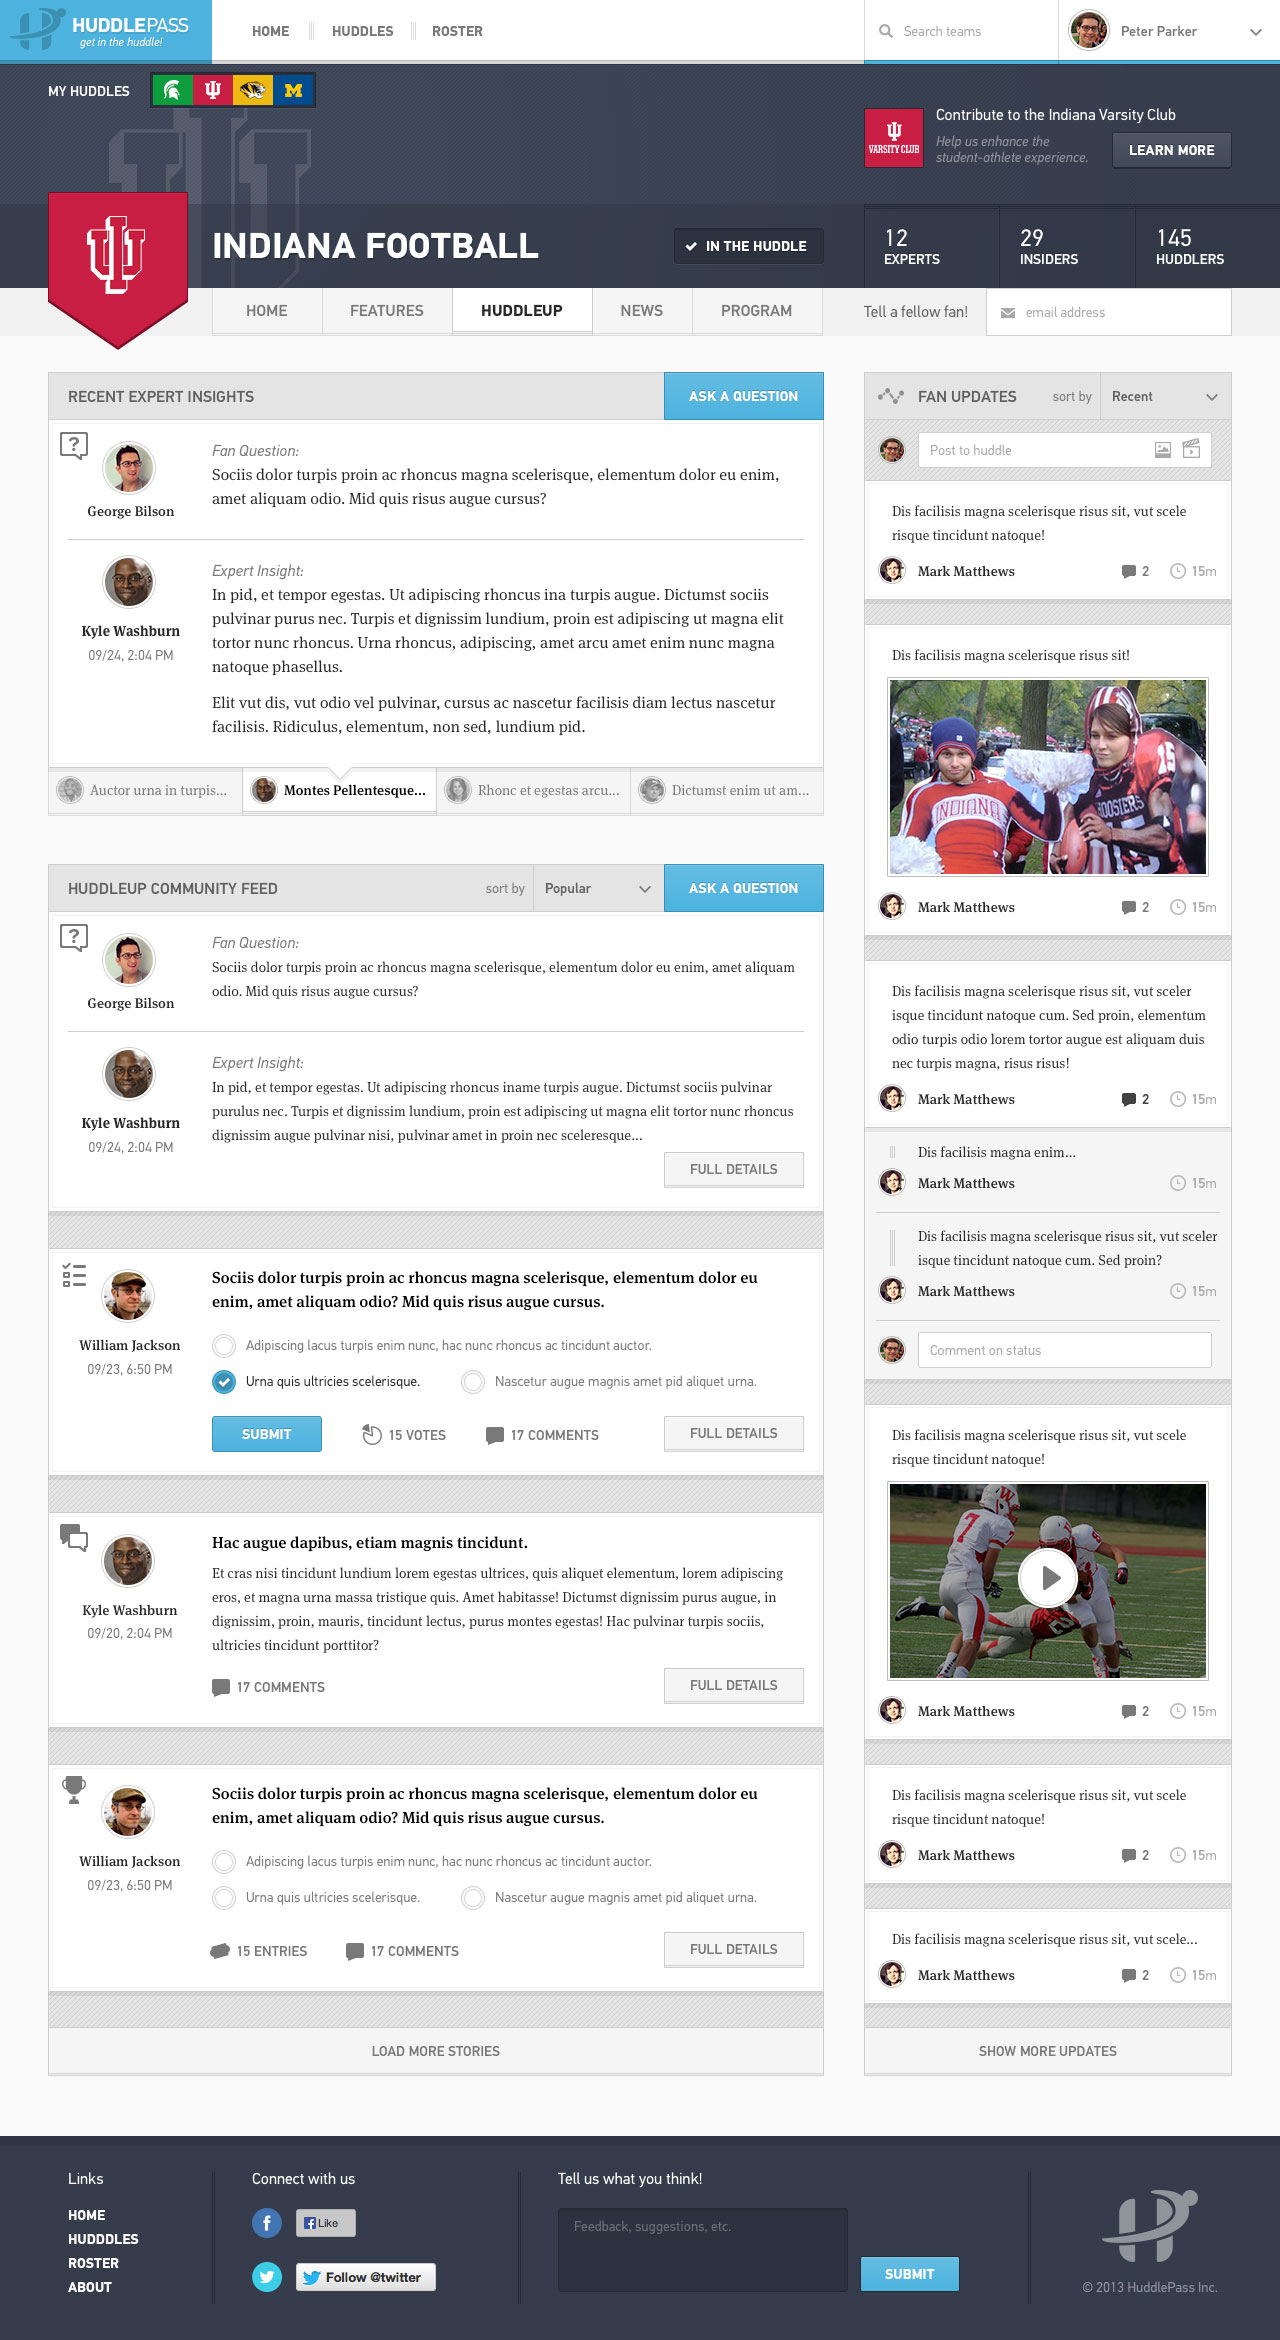 HUDDLEPASS
get in the huddle!
HOME
HUDDLES
ROSTER
Search teams
Peter Parker
MY HUDDLES
M
VARSITY CLUB
Contribute to the Indiana Varsity Club
Help us enhance the
student-athlete experience.
LEARN MORE
INDIANA FOOTBALL
IN THE HUDDLE
12
EXPERTS
29
INSIDERS
145
HUDDLERS
HOME
FEATURES
HUDDLEUP
NEWS
PROGRAM
Tell a fellow fan!
email address
RECENT EXPERT INSIGHTS
ASK A QUESTION
?
George Bilson
Fan Question:
Sociis dolor turpis proin ac rhoncus magna scelerisque, elementum dolor eu enim,
amet aliquam odio. Mid quis risus augue cursus?
Kyle Washburn
09/24, 2:04 PM
Expert Insight:
In pid, et tempor egestas. Ut adipiscing rhoncus ina turpis augue. Dictumst sociis
pulvinar purus nec. Turpis et dignissim lundium, proin est adipiscing ut magna elit
tortor nunc rhoncus. Urna rhoncus, adipiscing, amet arcu amet enim nunc magna
natoque phasellus.
Elit vut dis, vut odio vel pulvinar, cursus ac nascetur facilisis diam lectus nascetur
facilisis. Ridiculus, elementum, non sed, lundium pid.
Auctor urna in turpis...
Montes Pellentesque...
Rhonc et egestas arcu...
Dictumst enim ut am...
HUDDLEUP COMMUNITY FEED
sort by
Popular
ASK A QUESTION
?
George Bilson
Fan Question:
Sociis dolor turpis proin ac rhoncus magna scelerisque, elementum dolor eu enim, amet aliquam
odio. Mid quis risus augue cursus?
Kyle Washburn
09/24, 2:04 PM
Expert Insight:
In pid, et tempor egestas. Ut adipiscing rhoncus iname turpis augue. Dictumst sociis pulvinar
purulus nec. Turpis et dignissim lundium, proin est adipiscing ut magna elit tortor nunc rhoncus
dignissim augue pulvinar nisi, pulvinar amet in proin nec sceleresque...
FULL DETAILS
William Jackson
09/23, 6:50 PM
Sociis dolor turpis proin ac rhoncus magna scelerisque, elementum dolor eu
enim, amet aliquam odio? Mid quis risus augue cursus.
Adipiscing lacus turpis enim nunc, hac nunc rhoncus ac tincidunt auctor.
Urna quis ultricies scelerisque.
Nascetur augue magnis amet pid aliquet urna.
SUBMIT
15 VOTES
17 COMMENTS
FULL DETAILS
Kyle Washburn
09/20, 2:04 PM
Hac augue dapibus, etiam magnis tincidunt.
Et cras nisi tincidunt lundium lorem egestas ultrices, quis aliquet elementum, lorem adipiscing
eros, et magna urna massa tristique quis. Amet habitasse! Dictumst dignissim purus augue, in
dignissim, proin, mauris, tincidunt lectus, purus montes egestas! Hac pulvinar turpis sociis,
ultricies tincidunt porttitor?
17 COMMENTS
FULL DETAILS
William Jackson
09/23, 6:50 PM
Sociis dolor turpis proin ac rhoncus magna scelerisque, elementum dolor eu
enim, amet aliquam odio? Mid quis risus augue cursus.
Adipiscing lacus turpis enim nunc, hac nunc rhoncus ac tincidunt auctor.
Urna quis ultricies scelerisque.
Nascetur augue magnis amet pid aliquet urna.
15 ENTRIES
17 COMMENTS
FULL DETAILS
LOAD MORE STORIES
FAN UPDATES
sort by
Recent
Post to huddle
Dis facilisis magna scelerisque risus sit, vut scele
risque tincidunt natoque!
Mark Matthews
2
15m
Dis facilisis magna scelerisque risus sit!
INDIANA
HOOSIERS
15
Mark Matthews
2
15m
Dis facilisis magna scelerisque risus sit, vut sceler
isque tincidunt natoque cum. Sed proin, elementum
odio turpis odio lorem tortor augue est aliquam duis
nec turpis magna, risus risus!
Mark Matthews
2
15m
Dis facilisis magna enim...
Mark Matthews
15m
Dis facilisis magna scelerisque risus sit, vut sceler
isque tincidunt natoque cum. Sed proin?
Mark Matthews
15m
Comment on status
Dis facilisis magna scelerisque risus sit, vut scele
risque tincidunt natoque!
W
7
Mark Matthews
2
15m
Dis facilisis magna scelerisque risus sit, vut scele
risque tincidunt natoque!
Mark Matthews
2
15m
Dis facilisis magna scelerisque risus sit, vut scele...
Mark Matthews
2
15m
SHOW MORE UPDATES
Links
HOME
HUDDDLES
ROSTER
ABOUT
Connect with us
f
Like
Follow @twitter
Tell us what you think!
Feedback, suggestions, etc.
SUBMIT
© 2013 HuddlePass Inc.